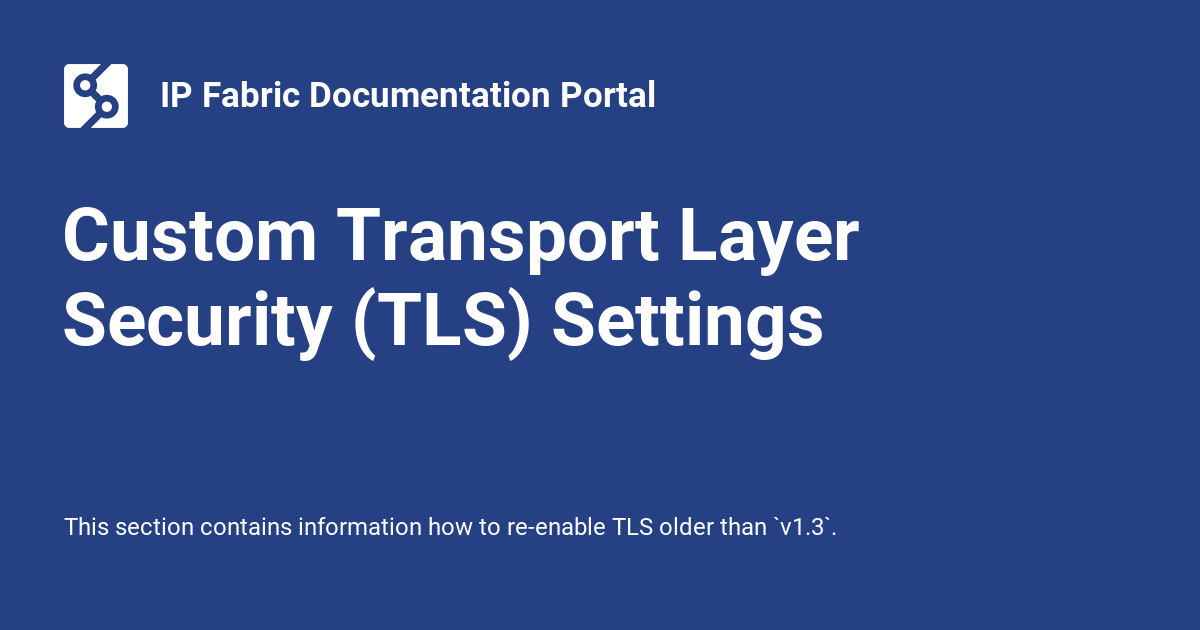 IP Fabric Documentation Portal
Custom Transport Layer
Security (TLS) Settings
This section contains information how to re-enable TLS older than `v1.3`.